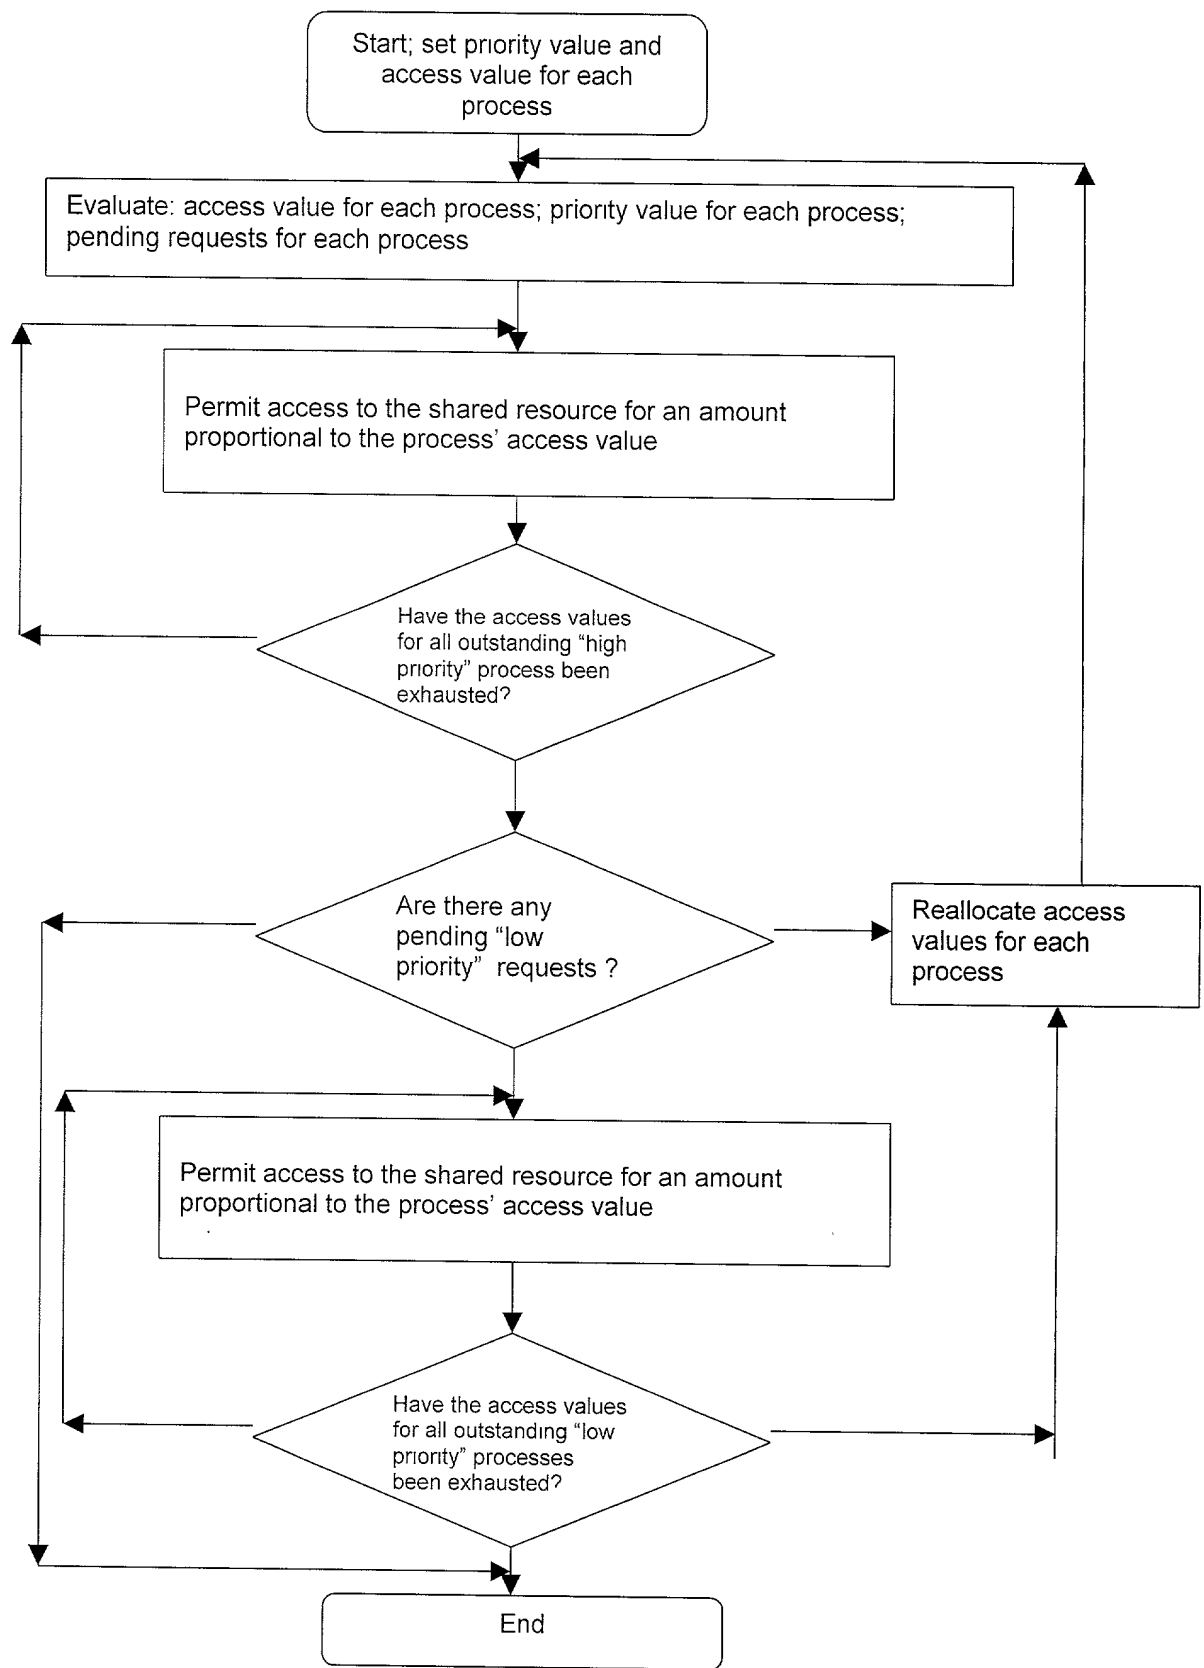 Start; set priority value and
access value for each
process
Evaluate: access value for each process; priority value for each process;
pending requests for each process
Permit access to the shared resource for an amount
proportional to the process’ access value
Have the access values
for all outstanding “high
priority” process been
exhausted?
Are there any
pending “low
priority” requests ?
Reallocate access
values for each
process
Permit access to the shared resource for an amount
proportional to the process’ access value
Have the access values
for all outstanding “low
priority” processes
been exhausted?
End